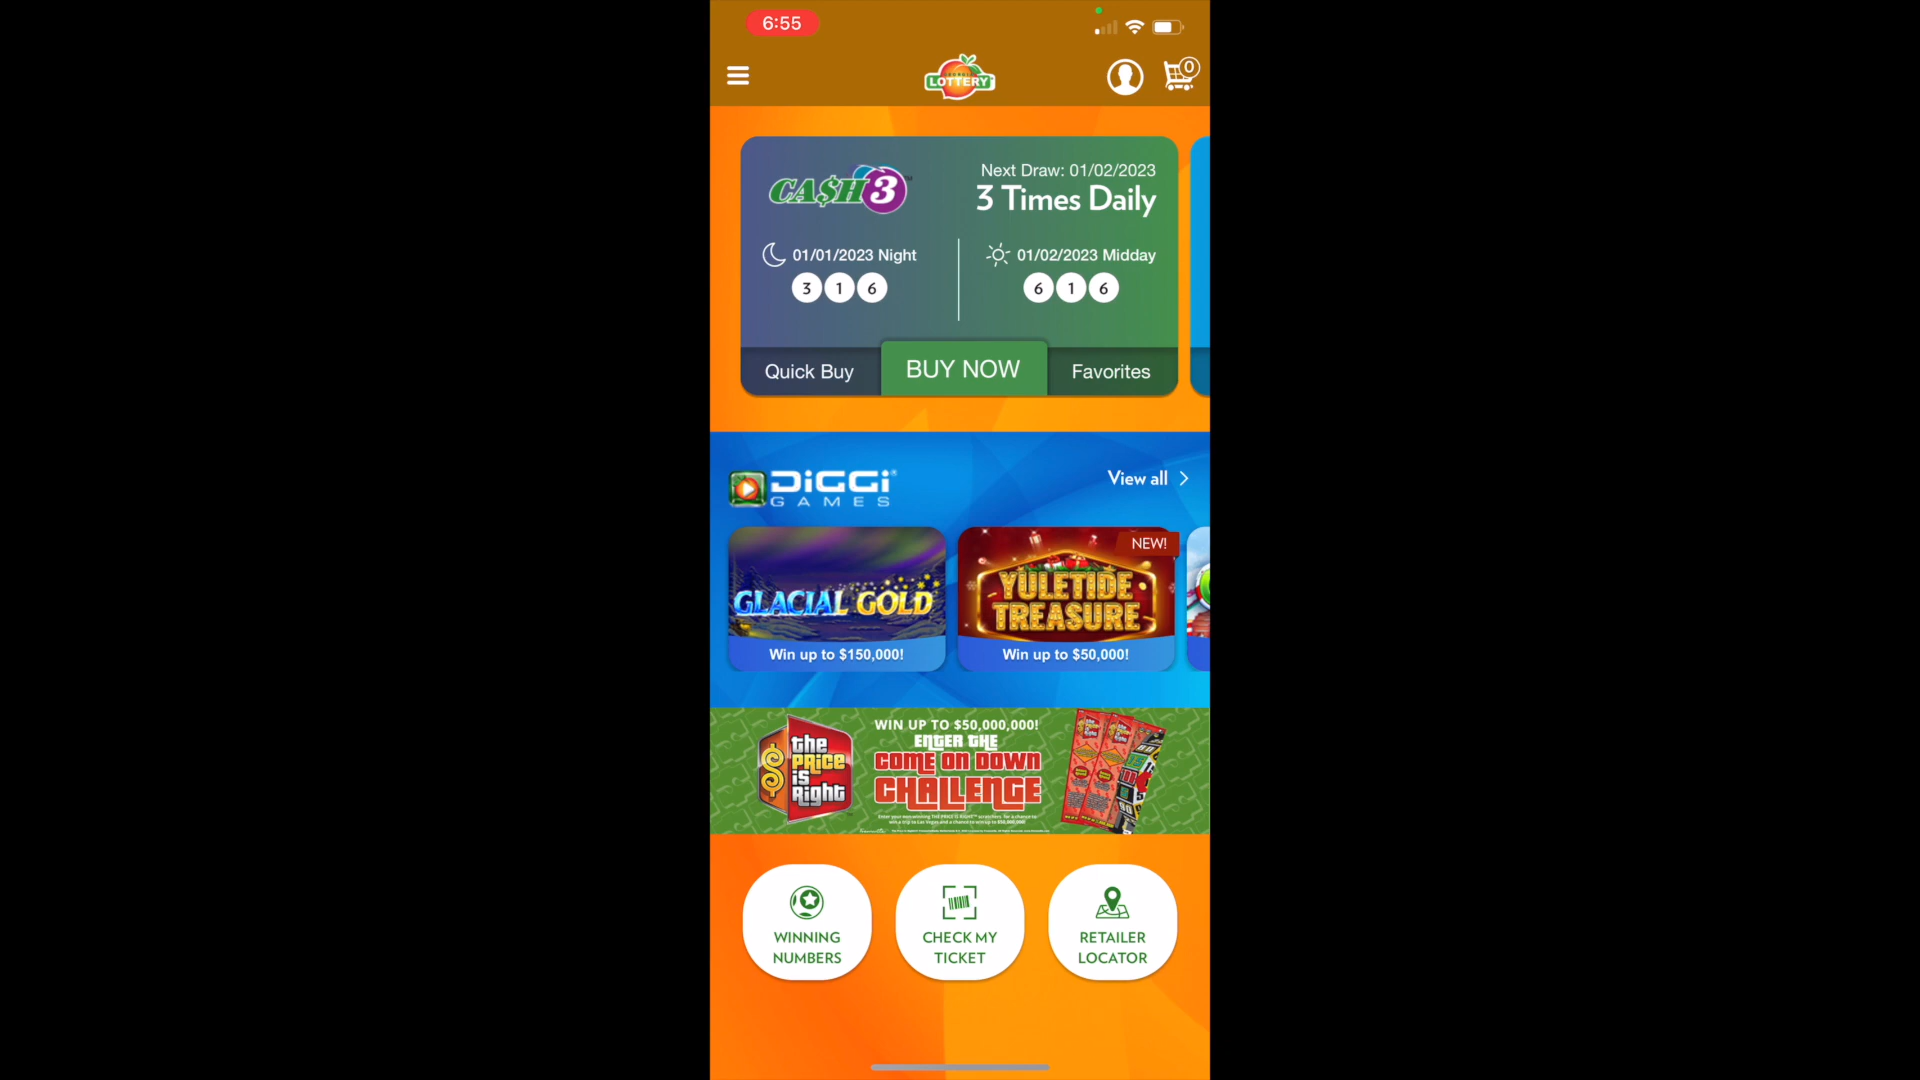 6:55
LOTTERY
0
CA$H 3
Next Draw: 01/02/2023
3 Times Daily
01/01/2023 Night
3 1 6
01/02/2023 Midday
6 1 6
Quick Buy
BUY NOW
Favorites
DiGGi
GAMES
View all
GLACIAL GOLD
Win up to $150,000!
NEW!
YULETIDE
TREASURE
Win up to $50,000!
the
PRICE
is
Right
WIN UP TO $50,000,000!
ENTER THE
COME ON DOWN
CHALLENGE
WINNING
NUMBERS
CHECK MY
TICKET
RETAILER
LOCATOR